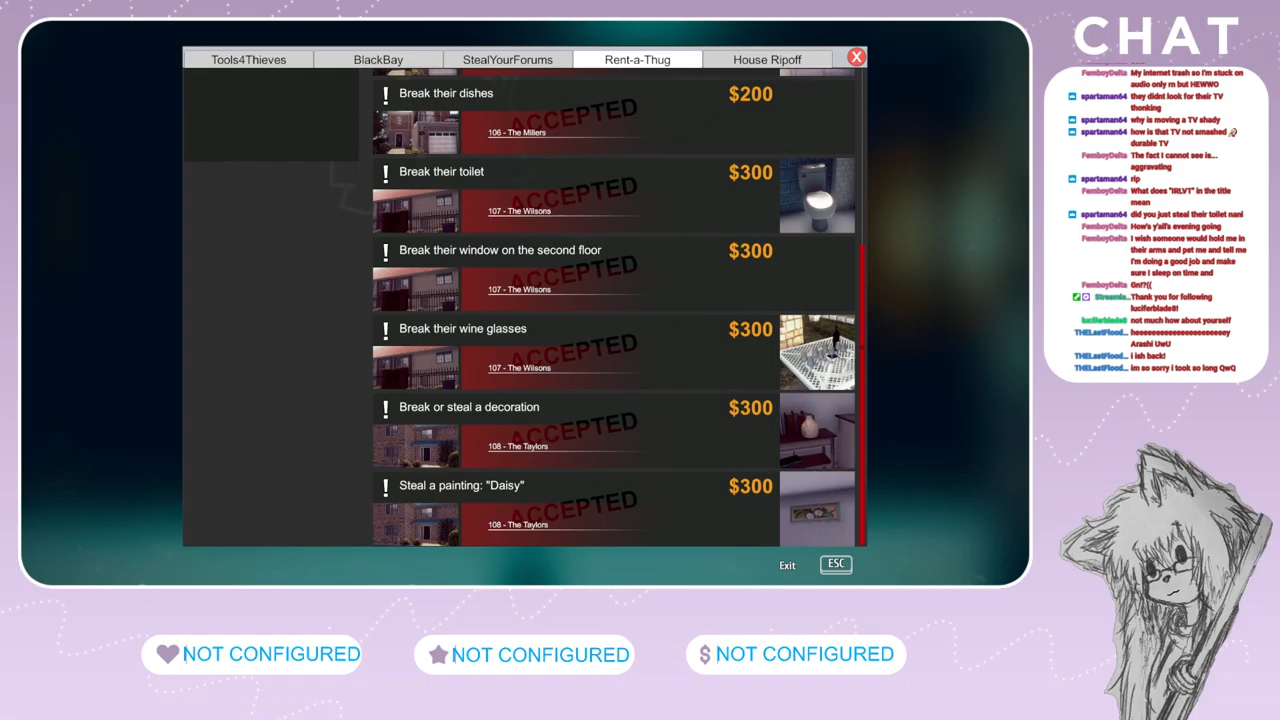 CHAT
Tools4Thieves
BlackBay
StealYourForums
Rent-a-Thug
House Ripoff
Break their dishes
$200
ACCEPTED
106 - The Millers
Break their toilet
$300
ACCEPTED
107 - The Wilsons
Break their window on the second floor
$300
ACCEPTED
107 - The Wilsons
Break their wine glasses
$300
ACCEPTED
107 - The Wilsons
Break or steal a decoration
$300
ACCEPTED
108 - The Taylors
Steal a painting: "Daisy"
$300
ACCEPTED
108 - The Taylors
Exit
ESC
FemboyDelta My internet trash so I'm stuck on
audio only rn but HEWWO
spartaman64 they didnt look for their TV
thonking
spartaman64 why is moving a TV shady
spartaman64 how is that TV not smashed
durable TV
FemboyDelta The fact I cannot see is...
aggravating
spartaman64 rip
FemboyDelta What does "IRLVT" in the title
mean
spartaman64 did you just steal their toilet nani
FemboyDelta How's y'all's evening going
FemboyDelta I wish someone would hold me in
their arms and pet me and tell me
I'm doing a good job and make
sure I sleep on time and
FemboyDelta Gn!?((
Streamla... Thank you for following
luciferblade8!
luciferblade8 not much how about yourself
THELastFlood... heeeeeeeeeeeeeeeeeeeeey
Arashi UwU
THELastFlood... i ish back!
THELastFlood... im so sorry i took so long QwQ
NOT CONFIGURED
NOT CONFIGURED
$ NOT CONFIGURED